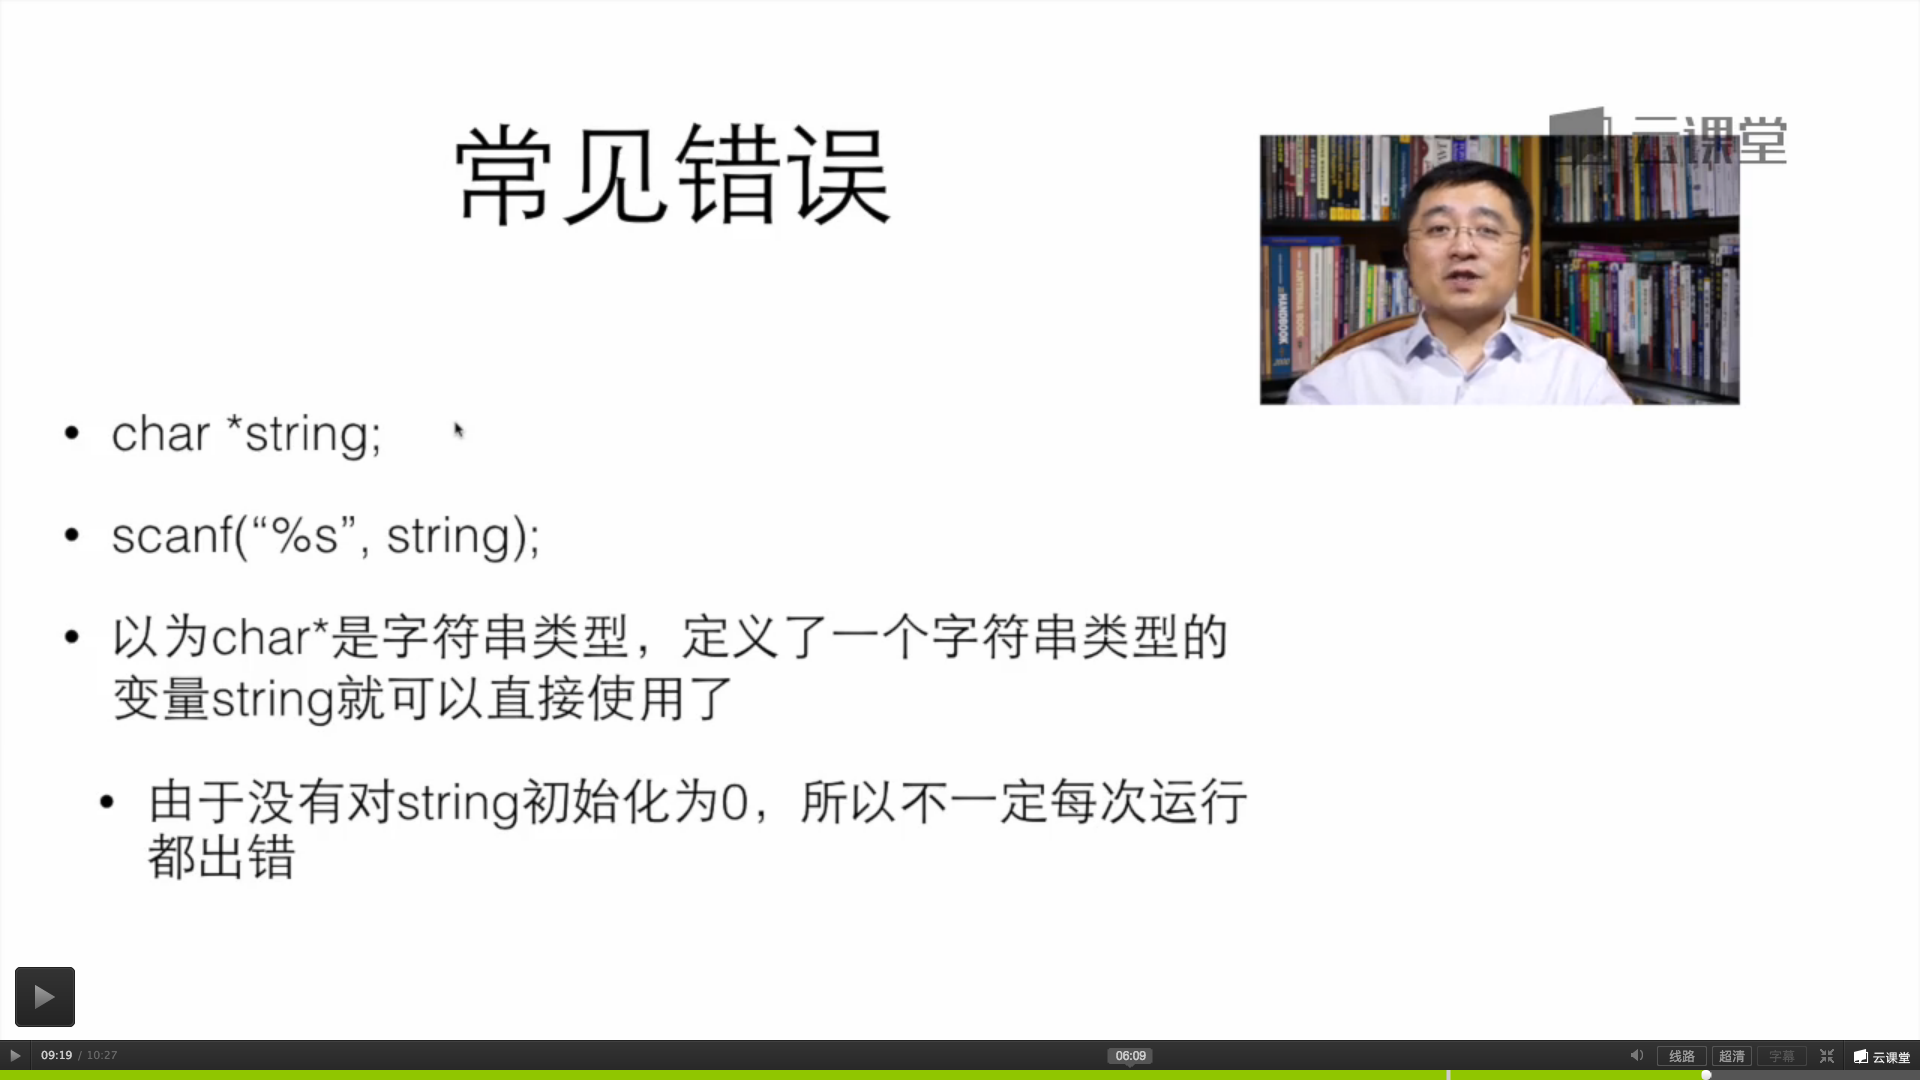 常见错误
云课堂
HANDBOOK
char *string;
scanf(“%s”, string);
以为char*是字符串类型，定义了一个字符串类型的
变量string就可以直接使用了
由于没有对string初始化为0，所以不一定每次运行
都出错
09:19 / 10:27
06:09
线路
超清
字幕
云课堂